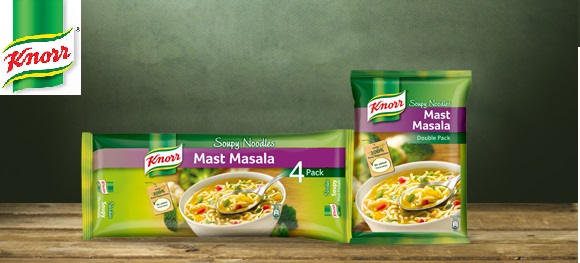 Knorr
Knorr
Soupy Noodles
Mast Masala
4 Pack
Knorr
Soupy Noodles
Mast
Masala
Double Pack